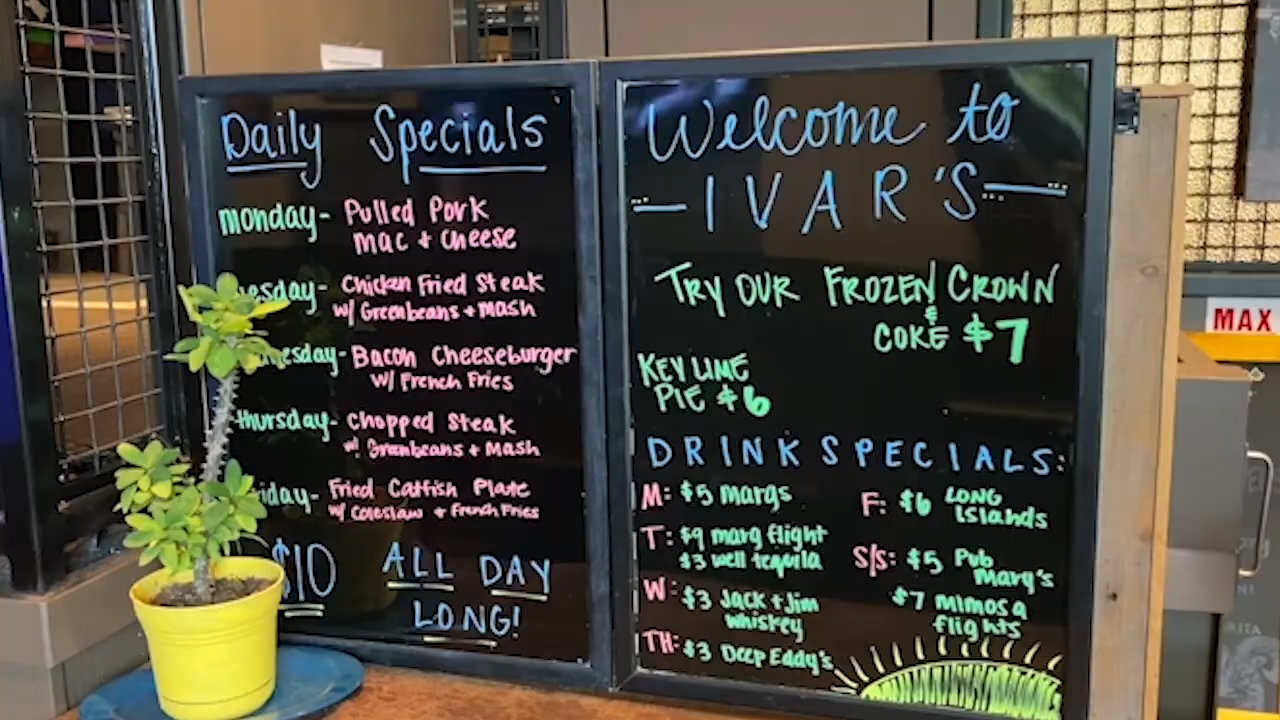 Daily Specials
Monday- Pulled Pork
Mac + Cheese
esday- Chicken Fried Steak
w/ Greenbeans + Mash
esday- Bacon Cheeseburger
w/ French Fries
Thursday- Chopped Steak
w/ Greenbeans + Mash
iday- Fried Catfish Plate
w/ Coleslaw + French Fries
$10 ALL DAY
LONG!
Welcome to
IVAR'S
TRY OUR FROZEN CROWN
&
COKE $7
KEY LIME
PIE $6
DRINK SPECIALS:
M: $5 margs
T: $9 marg flight
$3 well tequila
W: $3 Jack + Jim
whiskey
TH: $3 Deep Eddy's
F: $6 LONG
Islands
S/S: $5 Pub
Mary's
$7 mimosa
flights
MAX